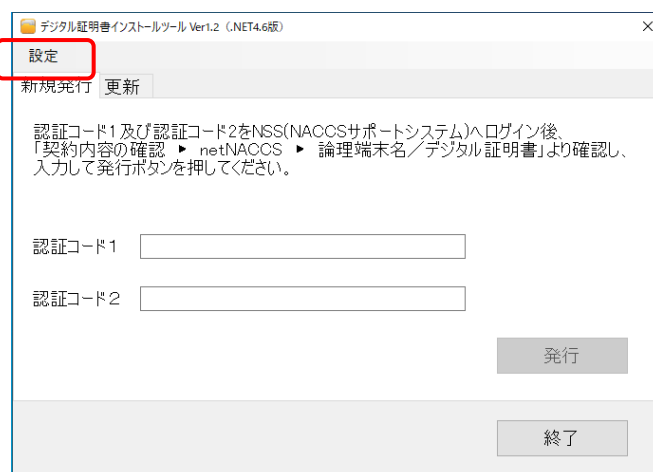 デジタル証明書インストールツール Ver1.2（.NET4.6版）
設定
新規発行 更新
認証コード1及び認証コード2をNSS(NACCSサポートシステム)へログイン後、
「契約内容の確認 ▶ netNACCS ▶ 論理端末名／デジタル証明書」より確認し、
入力して発行ボタンを押してください。
認証コード１
認証コード２
発行
終了